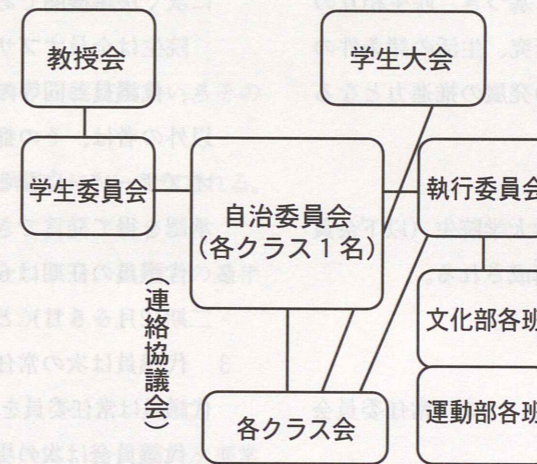 教授会
学生大会
学生委員会
自治委員会
(各クラス1名)
執行委員会
(連絡協議会)
文化部各班
運動部各班
各クラス会